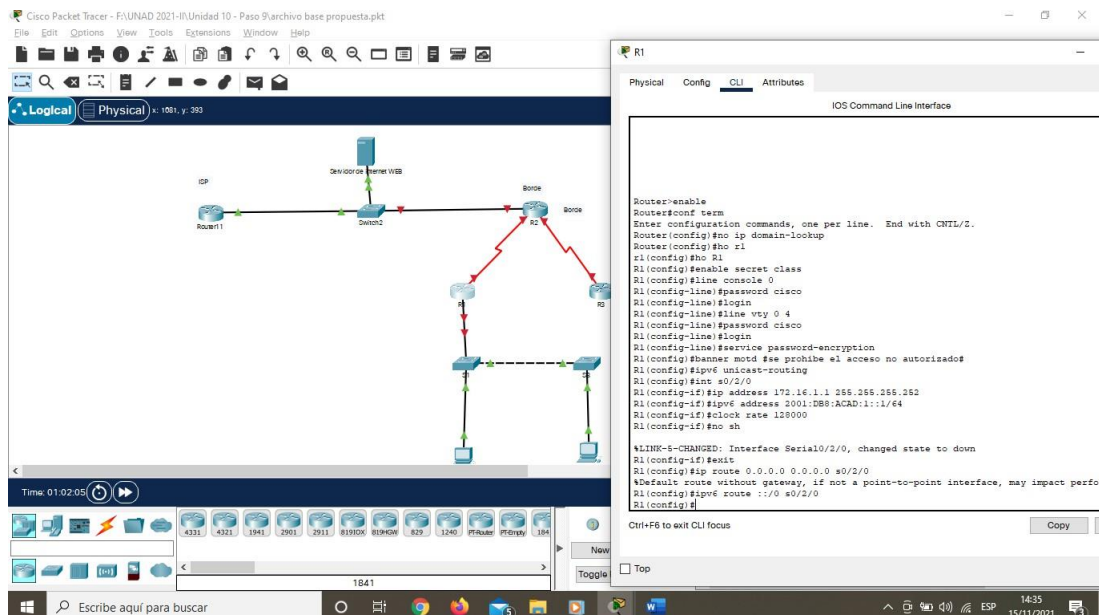 Cisco Packet Tracer - F:\UNAD 2021-II\Unidad 10 - Paso 9\archivo base propuesta.pkt
File Edit Options View Tools Extensions Window Help
Logical Physical x: 1081, y: 393
ISP
Router11
Servidor de Internet WEB
Switch2
Borde
R2
Borde
R3
Time: 01:02:05
4331 4321 1941 2901 2911 819IOX 819HGW 829 1240 PT-Router PT-Empty 184
1841
New
Toggle
R1
Physical Config CLI Attributes
IOS Command Line Interface
Router>enable
Router#conf term
Enter configuration commands, one per line. End with CNTL/Z.
Router(config)#no ip domain-lookup
Router(config)#ho r1
r1(config)#ho R1
R1(config)#enable secret class
R1(config)#line console 0
R1(config-line)#password cisco
R1(config-line)#login
R1(config-line)#line vty 0 4
R1(config-line)#password cisco
R1(config-line)#login
R1(config-line)#service password-encryption
R1(config)#banner motd #se prohibe el acceso no autorizado#
R1(config)#ipv6 unicast-routing
R1(config)#int s0/2/0
R1(config-if)#ip address 172.16.1.1 255.255.255.252
R1(config-if)#ipv6 address 2001:DB8:ACAD:1::1/64
R1(config-if)#clock rate 128000
R1(config-if)#no sh
%LINK-5-CHANGED: Interface Serial0/2/0, changed state to down
R1(config-if)#exit
R1(config)#ip route 0.0.0.0 0.0.0.0 s0/2/0
%Default route without gateway, if not a point-to-point interface, may impact perfo
R1(config)#ipv6 route ::/0 s0/2/0
R1(config)#
Ctrl+F6 to exit CLI focus
Copy
Top
Escribe aquí para buscar
5
ESP
14:35
15/11/2021
3